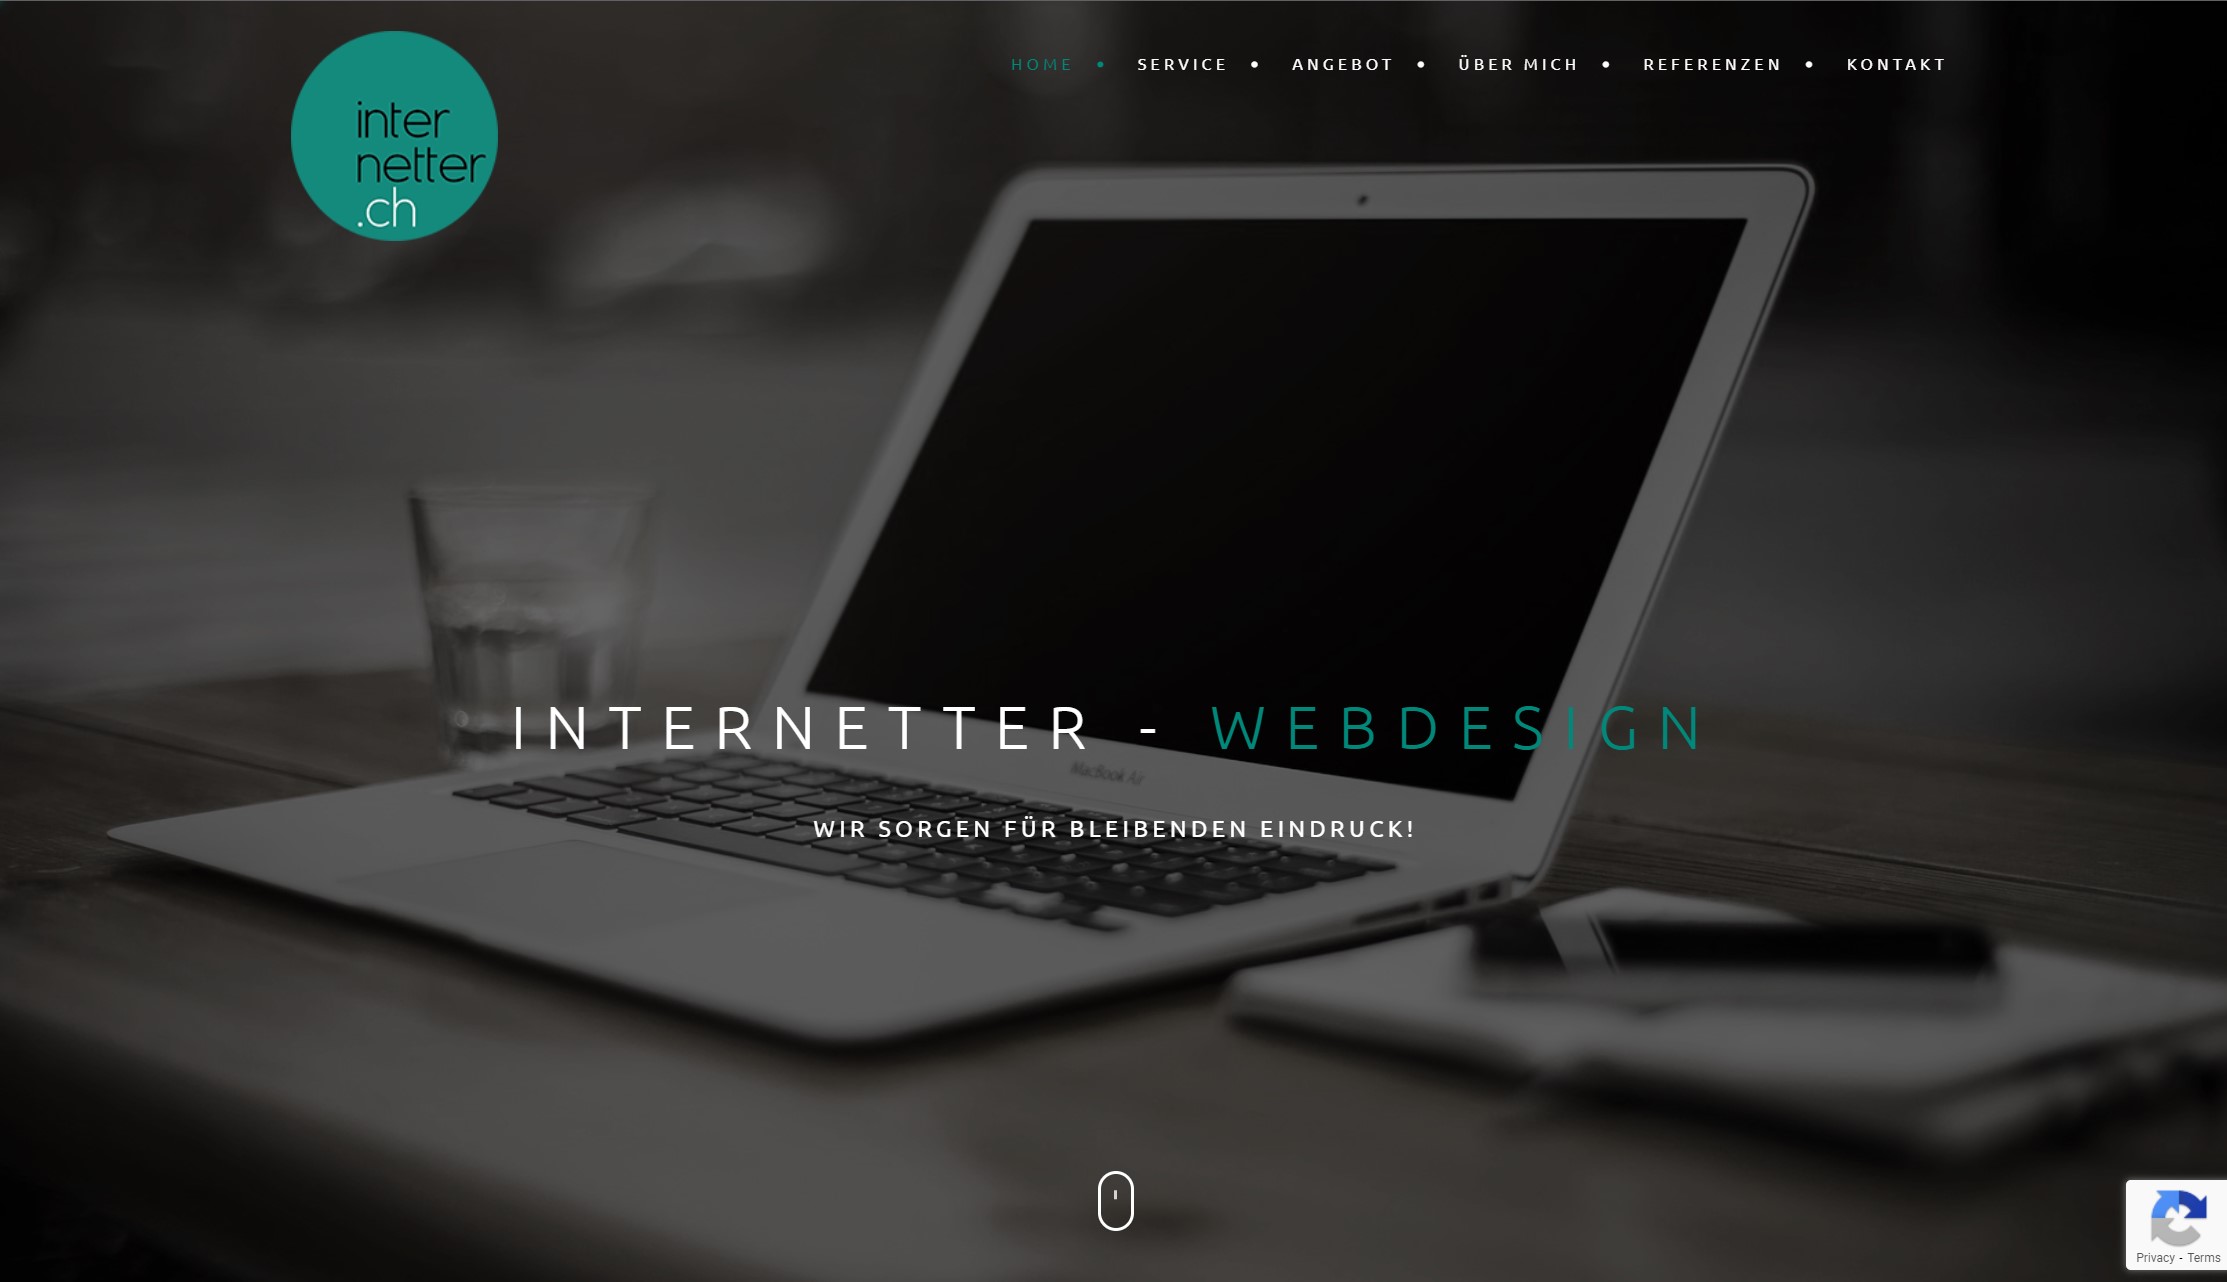 inter
netter
.ch
HOME • SERVICE • ANGEBOT • ÜBER MICH • REFERENZEN • KONTAKT
INTERNETTER - WEBDESIGN
MacBook Air
WIR SORGEN FÜR BLEIBENDEN EINDRUCK!
Privacy - Terms